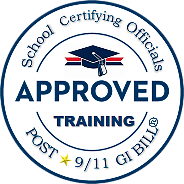 School Certifying Officials
APPROVED
TRAINING
POST 9/11 GI BILL®